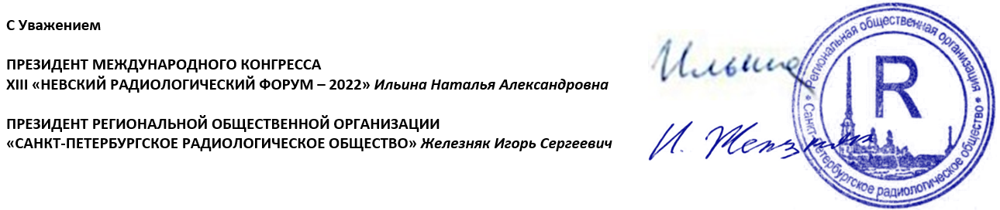 С Уважением
ПРЕЗИДЕНТ МЕЖДУНАРОДНОГО КОНГРЕССА
XIII «НЕВСКИЙ РАДИОЛОГИЧЕСКИЙ ФОРУМ – 2022» Ильина Наталья Александровна
ПРЕЗИДЕНТ РЕГИОНАЛЬНОЙ ОБЩЕСТВЕННОЙ ОРГАНИЗАЦИИ
«САНКТ-ПЕТЕРБУРГСКОЕ РАДИОЛОГИЧЕСКОЕ ОБЩЕСТВО» Железняк Игорь Сергеевич
Ильина
И.
Региональная общественная организация
* Санкт-Петербургское радиологическое общество *
R